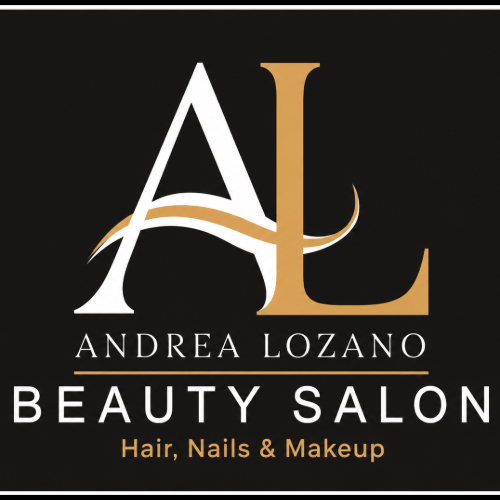 AL
ANDREA LOZANO
BEAUTY SALON
Hair, Nails & Makeup